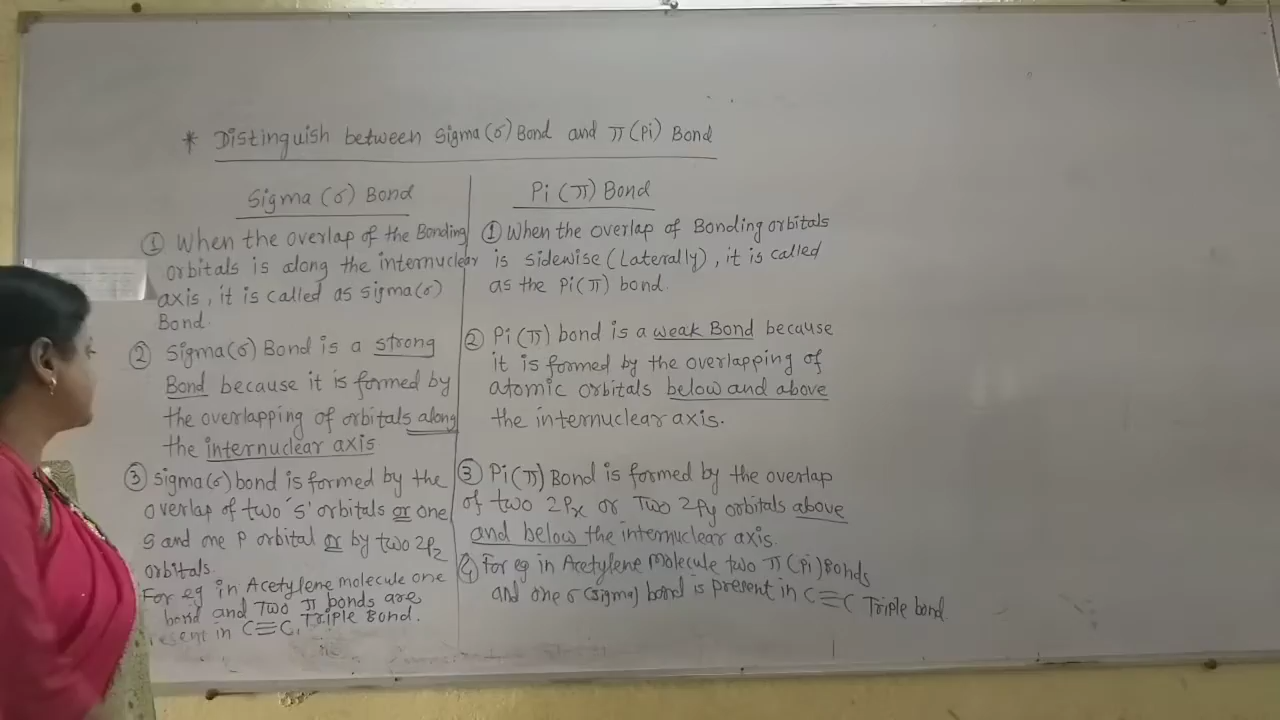 * Distinguish between Sigma(σ) Bond and π(Pi) Bond
Sigma (σ) Bond
① When the overlap of the Bonding
orbitals is along the internuclear
axis, it is called as Sigma(σ)
Bond.
② Sigma(σ) Bond is a strong
Bond because it is formed by
the overlapping of orbitals along
the internuclear axis
③ Sigma(σ) bond is formed by the
overlap of two 's' orbitals or one
s and one P orbital or by two 2Pz
orbitals.
For eg in Acetylene molecule one
bond and Two π bonds are
in C≡C, Triple Bond.
Pi (π) Bond
① When the overlap of Bonding orbitals
is sidewise (Laterally), it is called
as the Pi(π) bond.
② Pi(π) bond is a weak Bond because
it is formed by the overlapping of
atomic orbitals below and above
the internuclear axis.
③ Pi(π) Bond is formed by the overlap
of two 2Px or Two 2Py orbitals above
and below the internuclear axis.
④ For eg in Acetylene Molecule two π (Pi) Bonds
and one σ (sigma) bond is present in C≡C Triple bond